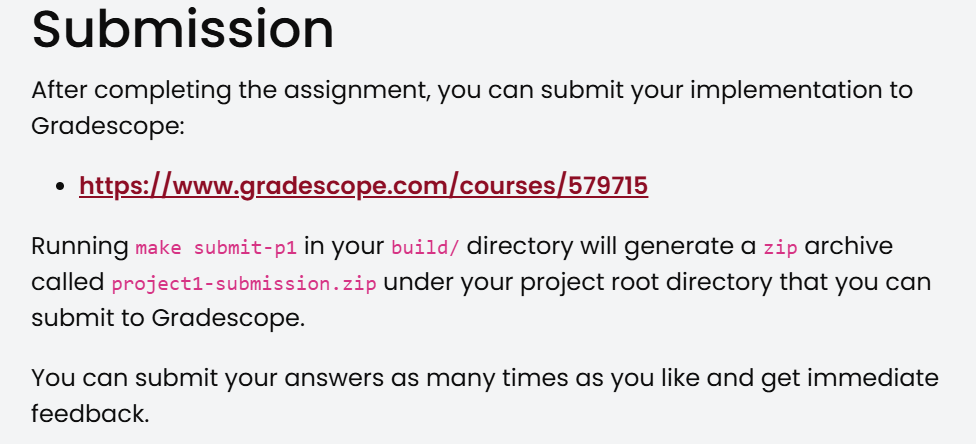 Submission
After completing the assignment, you can submit your implementation to
Gradescope:
• https://www.gradescope.com/courses/579715
Running make submit-p1 in your build/ directory will generate a zip archive
called project1-submission.zip under your project root directory that you can
submit to Gradescope.
You can submit your answers as many times as you like and get immediate
feedback.